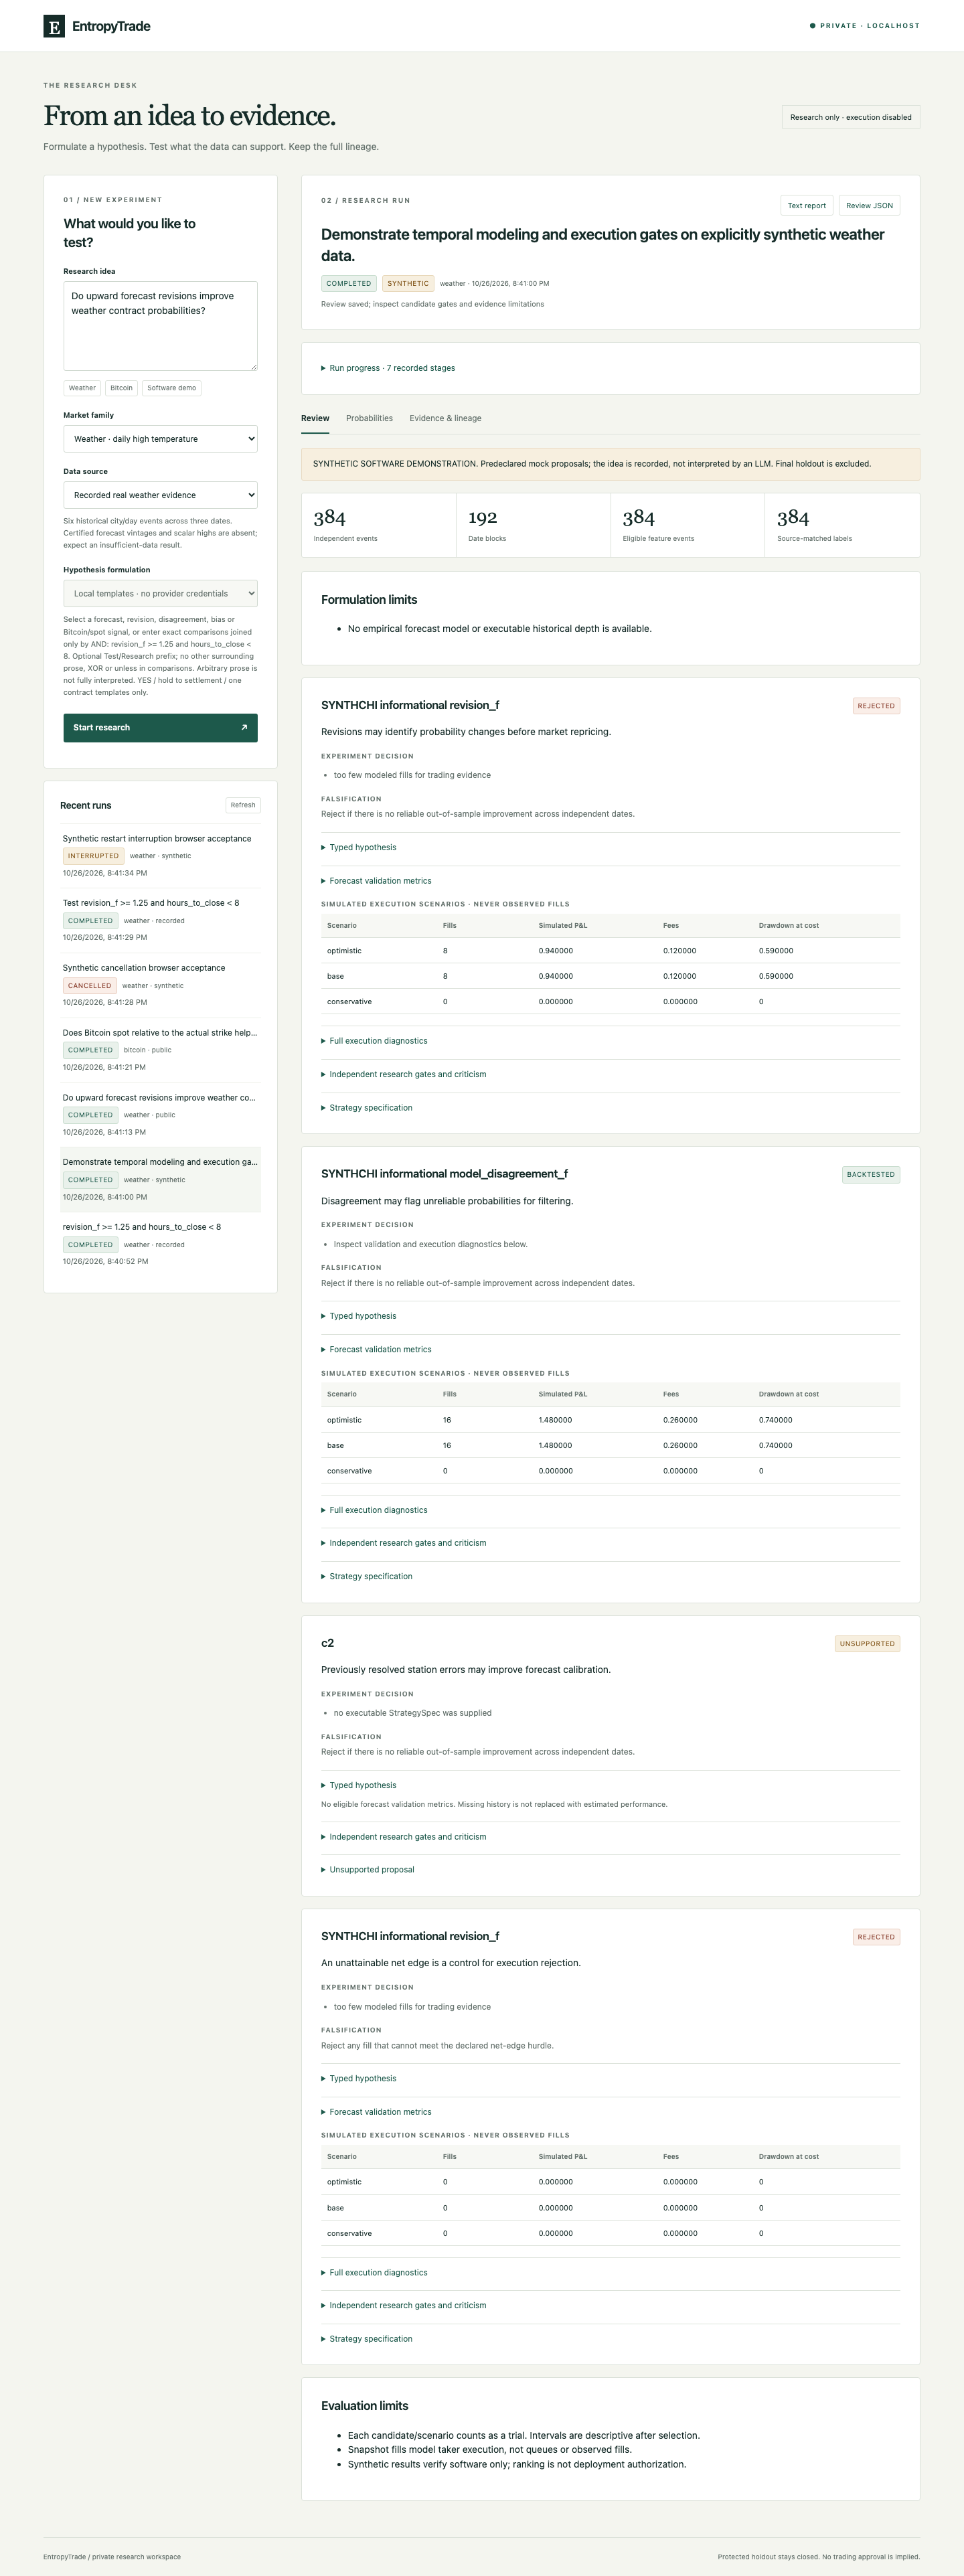 E EntropyTrade
PRIVATE · LOCALHOST
THE RESEARCH DESK
From an idea to evidence.
Research only · execution disabled
Formulate a hypothesis. Test what the data can support. Keep the full lineage.
01 / NEW EXPERIMENT
What would you like to
test?
Research idea
Do upward forecast revisions improve
weather contract probabilities?
Weather Bitcoin Software demo
Market family
Weather · daily high temperature
Data source
Recorded real weather evidence
Six historical city/day events across three dates.
Certified forecast vintages and scalar highs are absent;
expect an insufficient-data result.
Hypothesis formulation
Local templates · no provider credentials
Select a forecast, revision, disagreement, bias or
Bitcoin/spot signal, or enter exact comparisons joined
only by AND: revision_f >= 1.25 and hours_to_close <
8. Optional Test/Research prefix; no other surrounding
prose, XOR or unless in comparisons. Arbitrary prose is
not fully interpreted. YES / hold to settlement / one
contract templates only.
Start research ↗
Recent runs
Refresh
Synthetic restart interruption browser acceptance
INTERRUPTED weather · synthetic
10/26/2026, 8:41:34 PM
Test revision_f >= 1.25 and hours_to_close < 8
COMPLETED weather · recorded
10/26/2026, 8:41:29 PM
Synthetic cancellation browser acceptance
CANCELLED weather · synthetic
10/26/2026, 8:41:28 PM
Does Bitcoin spot relative to the actual strike help...
COMPLETED bitcoin · public
10/26/2026, 8:41:21 PM
Do upward forecast revisions improve weather co...
COMPLETED weather · public
10/26/2026, 8:41:13 PM
Demonstrate temporal modeling and execution ga...
COMPLETED weather · synthetic
10/26/2026, 8:41:00 PM
revision_f >= 1.25 and hours_to_close < 8
COMPLETED weather · recorded
10/26/2026, 8:40:52 PM
02 / RESEARCH RUN
Text report Review JSON
Demonstrate temporal modeling and execution gates on explicitly synthetic weather
data.
COMPLETED SYNTHETIC weather · 10/26/2026, 8:41:00 PM
Review saved; inspect candidate gates and evidence limitations
▶ Run progress · 7 recorded stages
Review Probabilities Evidence & lineage
SYNTHETIC SOFTWARE DEMONSTRATION. Predeclared mock proposals; the idea is recorded, not interpreted by an LLM. Final holdout is excluded.
384 192 384 384
Independent events Date blocks Eligible feature events Source-matched labels
Formulation limits
• No empirical forecast model or executable historical depth is available.
SYNTHCHI informational revision_f
REJECTED
Revisions may identify probability changes before market repricing.
EXPERIMENT DECISION
• too few modeled fills for trading evidence
FALSIFICATION
Reject if there is no reliable out-of-sample improvement across independent dates.
▶ Typed hypothesis
▶ Forecast validation metrics
SIMULATED EXECUTION SCENARIOS · NEVER OBSERVED FILLS
Scenario Fills Simulated P&L Fees Drawdown at cost
optimistic 8 0.940000 0.120000 0.590000
base 8 0.940000 0.120000 0.590000
conservative 0 0.000000 0.000000 0
▶ Full execution diagnostics
▶ Independent research gates and criticism
▶ Strategy specification
SYNTHCHI informational model_disagreement_f
BACKTESTED
Disagreement may flag unreliable probabilities for filtering.
EXPERIMENT DECISION
• Inspect validation and execution diagnostics below.
FALSIFICATION
Reject if there is no reliable out-of-sample improvement across independent dates.
▶ Typed hypothesis
▶ Forecast validation metrics
SIMULATED EXECUTION SCENARIOS · NEVER OBSERVED FILLS
Scenario Fills Simulated P&L Fees Drawdown at cost
optimistic 16 1.480000 0.260000 0.740000
base 16 1.480000 0.260000 0.740000
conservative 0 0.000000 0.000000 0
▶ Full execution diagnostics
▶ Independent research gates and criticism
▶ Strategy specification
c2
UNSUPPORTED
Previously resolved station errors may improve forecast calibration.
EXPERIMENT DECISION
• no executable StrategySpec was supplied
FALSIFICATION
Reject if there is no reliable out-of-sample improvement across independent dates.
▶ Typed hypothesis
No eligible forecast validation metrics. Missing history is not replaced with estimated performance.
▶ Independent research gates and criticism
▶ Unsupported proposal
SYNTHCHI informational revision_f
REJECTED
An unattainable net edge is a control for execution rejection.
EXPERIMENT DECISION
• too few modeled fills for trading evidence
FALSIFICATION
Reject any fill that cannot meet the declared net-edge hurdle.
▶ Typed hypothesis
▶ Forecast validation metrics
SIMULATED EXECUTION SCENARIOS · NEVER OBSERVED FILLS
Scenario Fills Simulated P&L Fees Drawdown at cost
optimistic 0 0.000000 0.000000 0
base 0 0.000000 0.000000 0
conservative 0 0.000000 0.000000 0
▶ Full execution diagnostics
▶ Independent research gates and criticism
▶ Strategy specification
Evaluation limits
• Each candidate/scenario counts as a trial. Intervals are descriptive after selection.
• Snapshot fills model taker execution, not queues or observed fills.
• Synthetic results verify software only; ranking is not deployment authorization.
EntropyTrade / private research workspace
Protected holdout stays closed. No trading approval is implied.